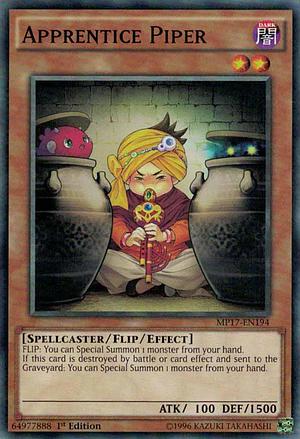 APPRENTICE PIPER
DARK
闇
MP17-EN194
[SPELLCASTER/FLIP/EFFECT]
FLIP: You can Special Summon 1 monster from your hand.
If this card is destroyed by battle or card effect and sent to the
Graveyard: You can Special Summon 1 monster from your hand.
ATK/ 100 DEF/1500
64977888 1st Edition ©1996 KAZUKI TAKAHASHI